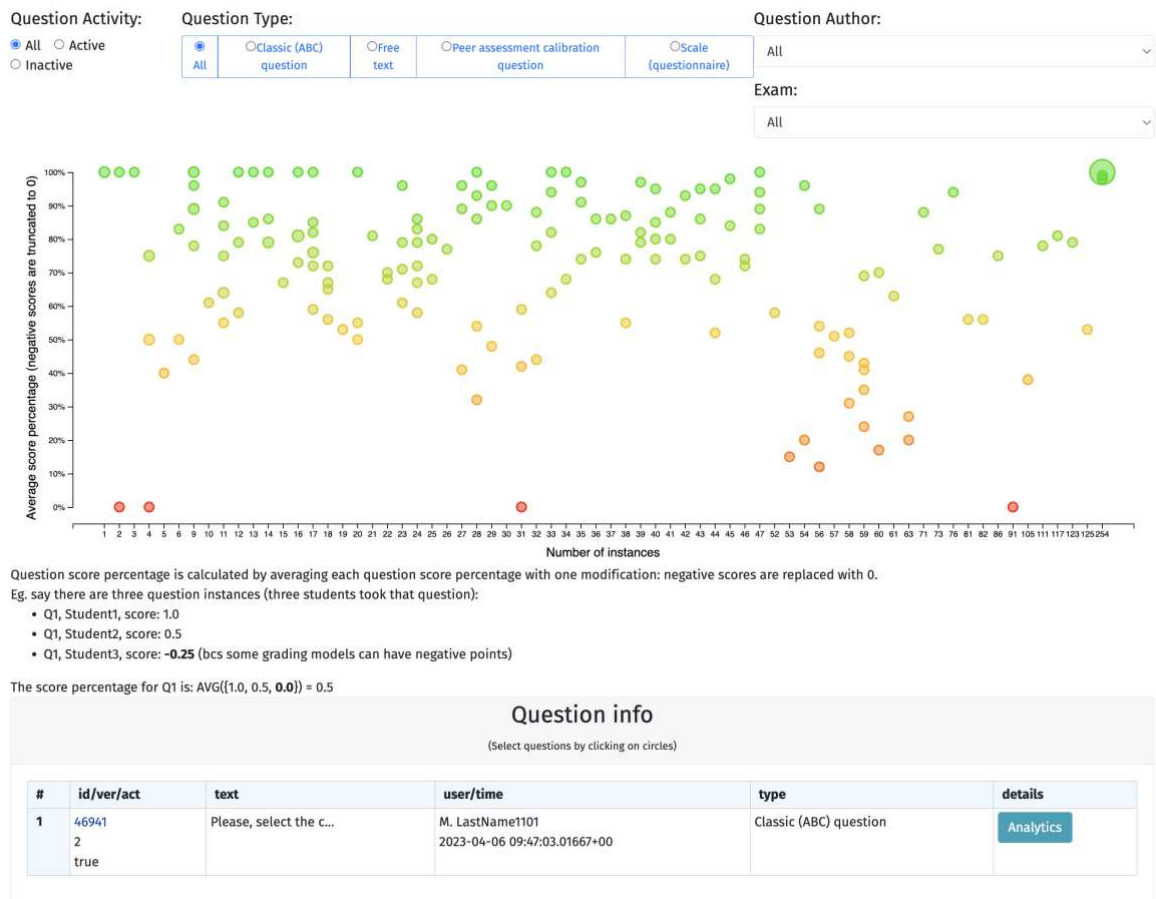 Question Activity:
Question Type:
Question Author:
All
Active
Inactive
All
Classic (ABC)
question
Free
text
Peer assessment calibration
question
Scale
(questionnaire)
All
Exam:
All
Average score percentage (negative scores are truncated to 0)
100%
90%
80%
70%
60%
50%
40%
30%
20%
10%
0%
1 2 3 4 5 6 9 10 11 12 13 14 15 16 17 18 19 20 21 22 23 24 25 26 27 28 29 30 31 32 33 34 35 36 37 38 39 40 41 42 43 44 45 46 47 52 53 54 56 57 58 59 60 61 63 71 73 76 81 82 86 91 105 111 117 123 125 254
Number of instances
Question score percentage is calculated by averaging each question score percentage with one modification: negative scores are replaced with 0.
Eg. say there are three question instances (three students took that question):
• Q1, Student1, score: 1.0
• Q1, Student2, score: 0.5
• Q1, Student3, score: -0.25 (bcs some grading models can have negative points)
The score percentage for Q1 is: AVG({1.0, 0.5, 0.0}) = 0.5
Question info
(Select questions by clicking on circles)
# id/ver/act text user/time type details
1 46941 Please, select the c... M. LastName1101 Classic (ABC) question Analytics
2 2023-04-06 09:47:03.01667+00
true